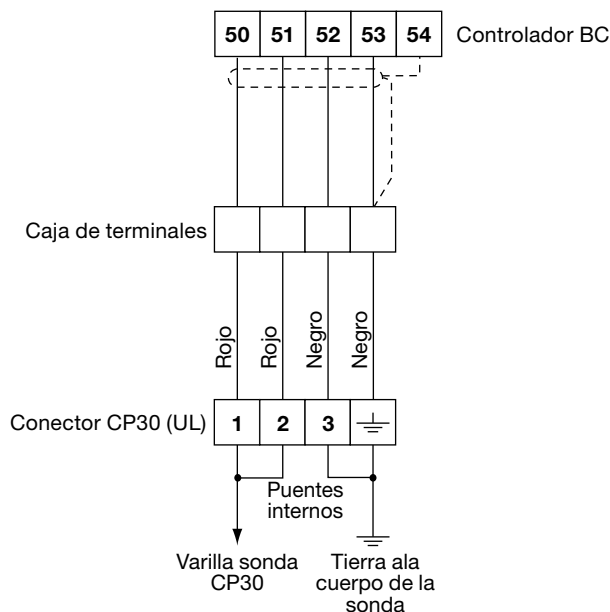 50 51 52 53 54 Controlador BC
Caja de terminales
Rojo Rojo Negro Negro
Conector CP30 (UL) 1 2 3
Puentes
internos
Varilla sonda
CP30
Tierra ala
cuerpo de la
sonda